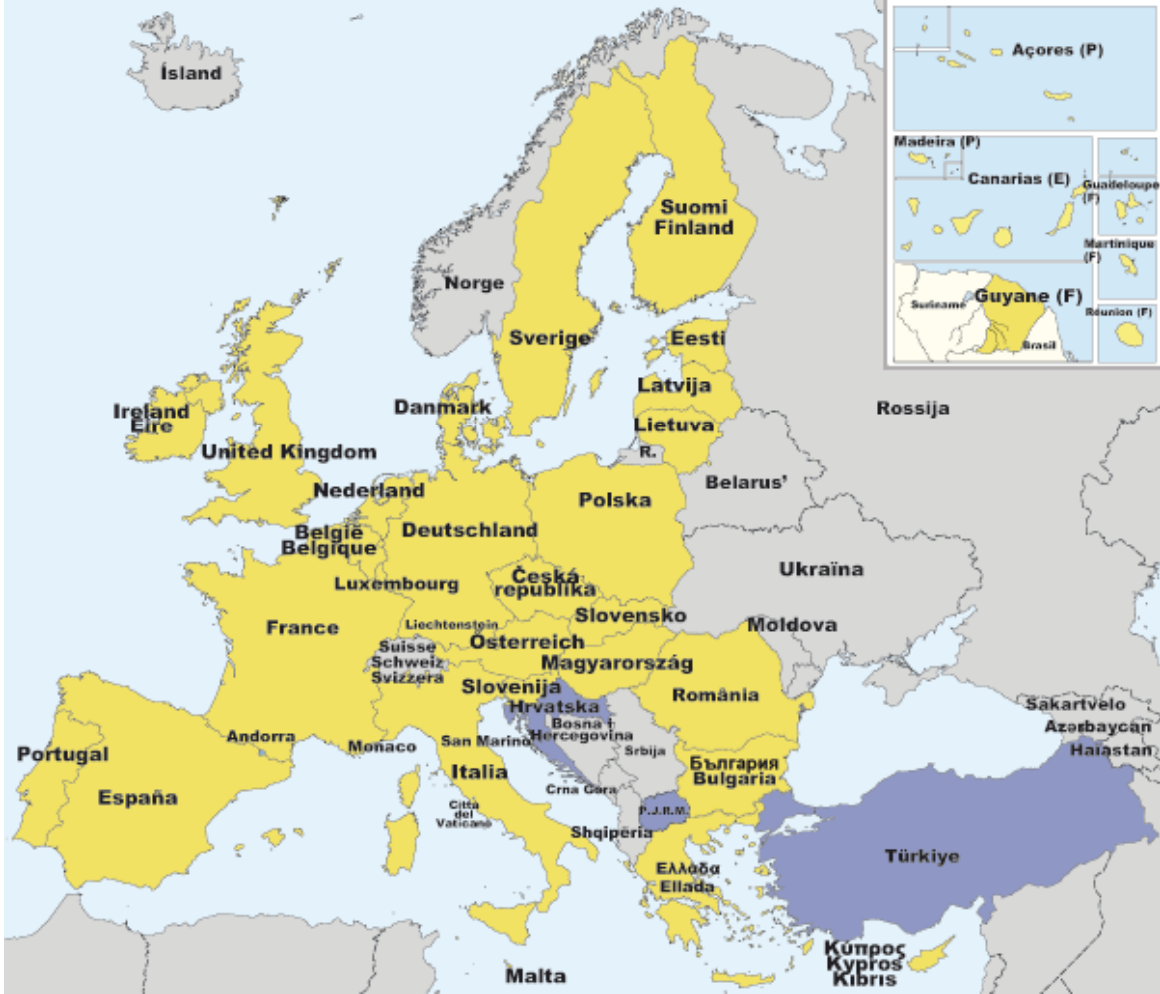 Ísland
Açores (P)
Madeira (P)
Canarias (E)
Guadeloupe
(F)
Martinique
(F)
Suriname
Guyane (F)
Brasil
Réunion (F)
Suomi
Finland
Norge
Sverige
Eesti
Latvija
Lietuva
R.
Rossija
Danmark
Ireland
Éire
United Kingdom
Nederland
Belarus’
Polska
Deutschland
België
Belgique
Luxembourg
Česká
republika
Ukraïna
Slovensko
Moldova
France
Liechtenstein
Österreich
Suisse
Schweiz
Svizzera
Magyarország
Slovenija
România
Hrvatska
Bosna i
Hercegovina
Srbija
Sakartvelo
Azərbaycan
Haiastan
Portugal
Andorra
Monaco
San Marino
España
Italia
Città
del
Vaticano
Crna Gora
България
Bulgaria
P.J.R.M.
Shqipëria
Ελλαδα
Ellada
Türkiye
Malta
Κύπρος
Kypros
Kibris